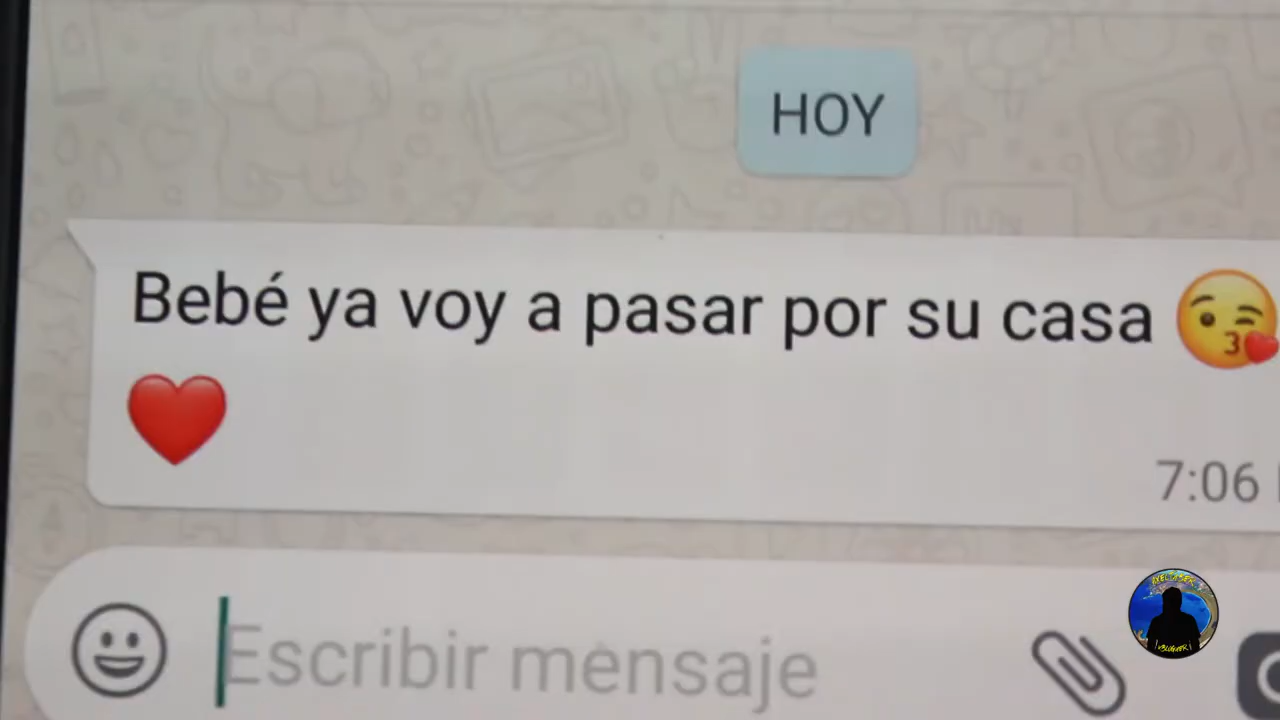 HOY
Bebé ya voy a pasar por su casa 😘
❤️
7:06
Escribir mensaje